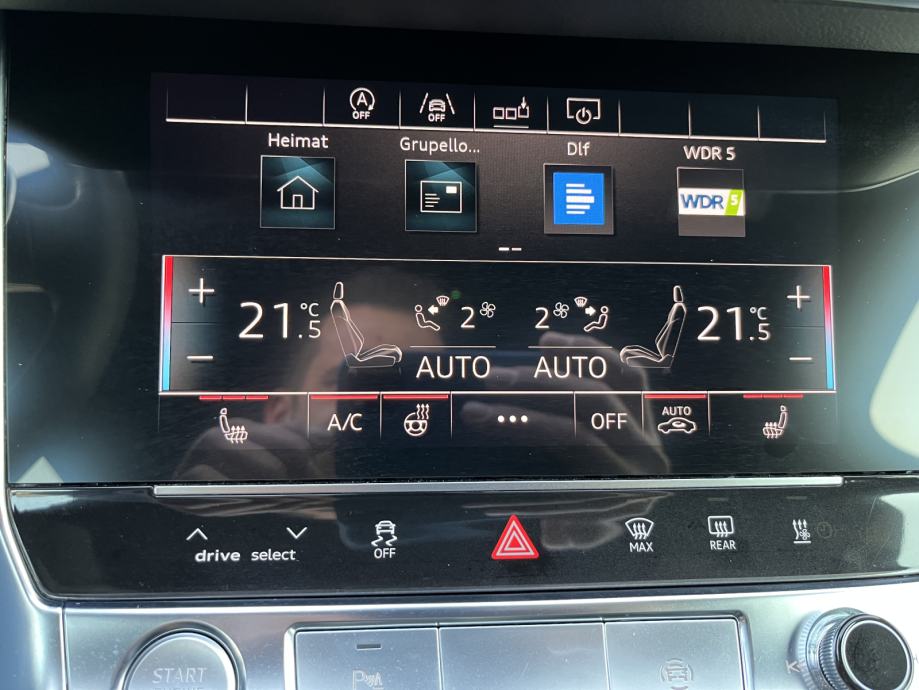 A OFF OFF
Heimat Grupello... Dlf WDR 5
WDR 5
--
+ 21.5 °C 2 2 21.5 °C +
AUTO AUTO
- -
A/C ... OFF AUTO
drive select OFF MAX REAR
START